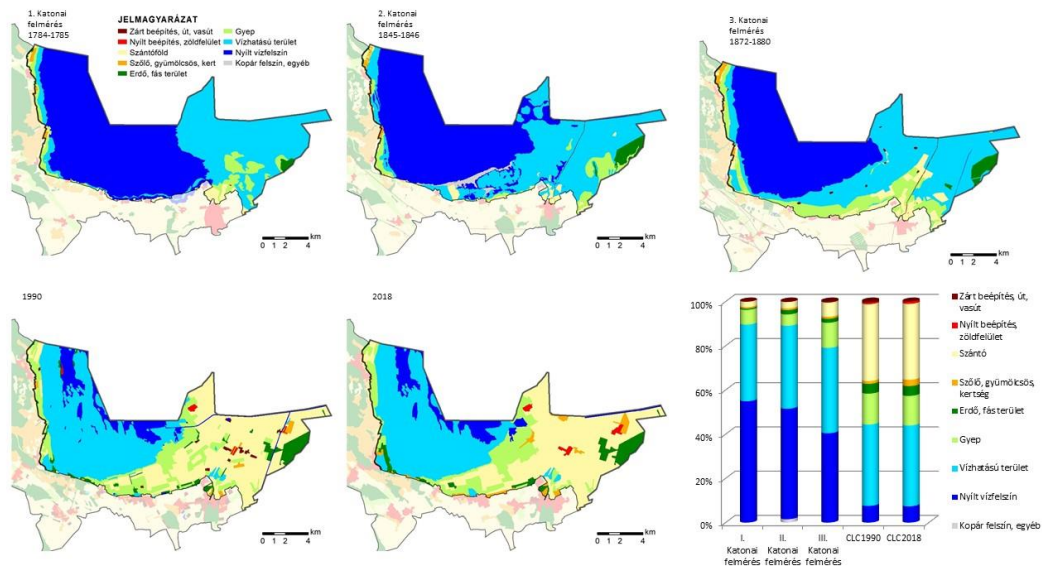 1. Katonai
felmérés
1784-1785
JELMAGYARÁZAT
Zárt beépítés, út, vasút
Nyílt beépítés, zöldfelület
Szántóföld
Szőlő, gyümölcsös, kert
Erdő, fás terület
Gyep
Vízhatású terület
Nyílt vízfelszín
Kopár felszín, egyéb
km
0 1 2 4
2. Katonai
felmérés
1845-1846
km
0 1 2 4
3. Katonai
felmérés
1872-1880
km
0 1 2 4
1990
km
0 1 2 4
2018
km
0 1 2 4
100%
80%
60%
40%
20%
0%
I.
Katonai
felmérés
II.
Katonai
felmérés
III.
Katonai
felmérés
CLC1990
CLC2018
Zárt beépítés, út,
vasút
Nyílt beépítés,
zöldfelület
Szántó
Szőlő, gyümölcsös,
kertség
Erdő, fás terület
Gyep
Vízhatású terület
Nyílt vízfelszín
Kopár felszín, egyéb